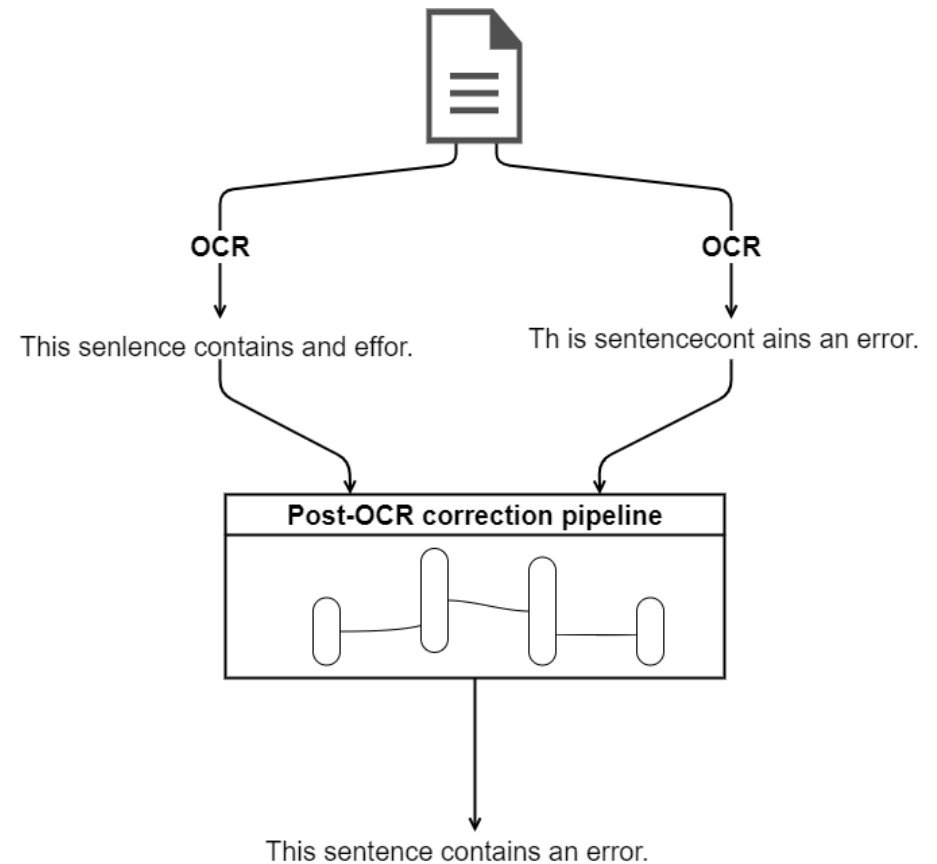 OCR
OCR
This senlence contains and effor.
Th is sentencecont ains an error.
Post-OCR correction pipeline
This sentence contains an error.